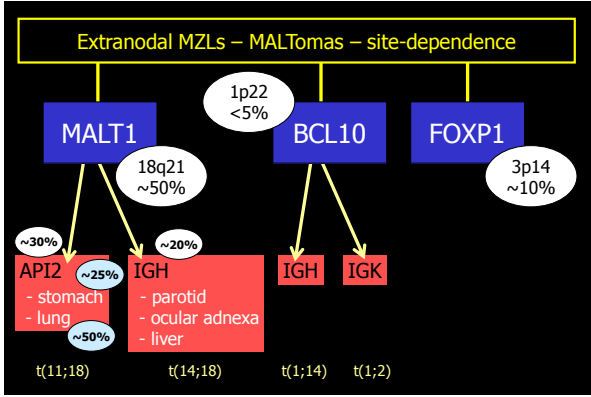 Extranodal MZLs – MALTomas – site-dependence
1p22
<5%
MALT1
BCL10
FOXP1
18q21
~50%
3p14
~10%
~30%
~20%
API2
~25%
IGH
IGH
IGK
- stomach
- lung
~50%
- parotid
- ocular adnexa
- liver
t(11;18)
t(14;18)
t(1;14)
t(1;2)